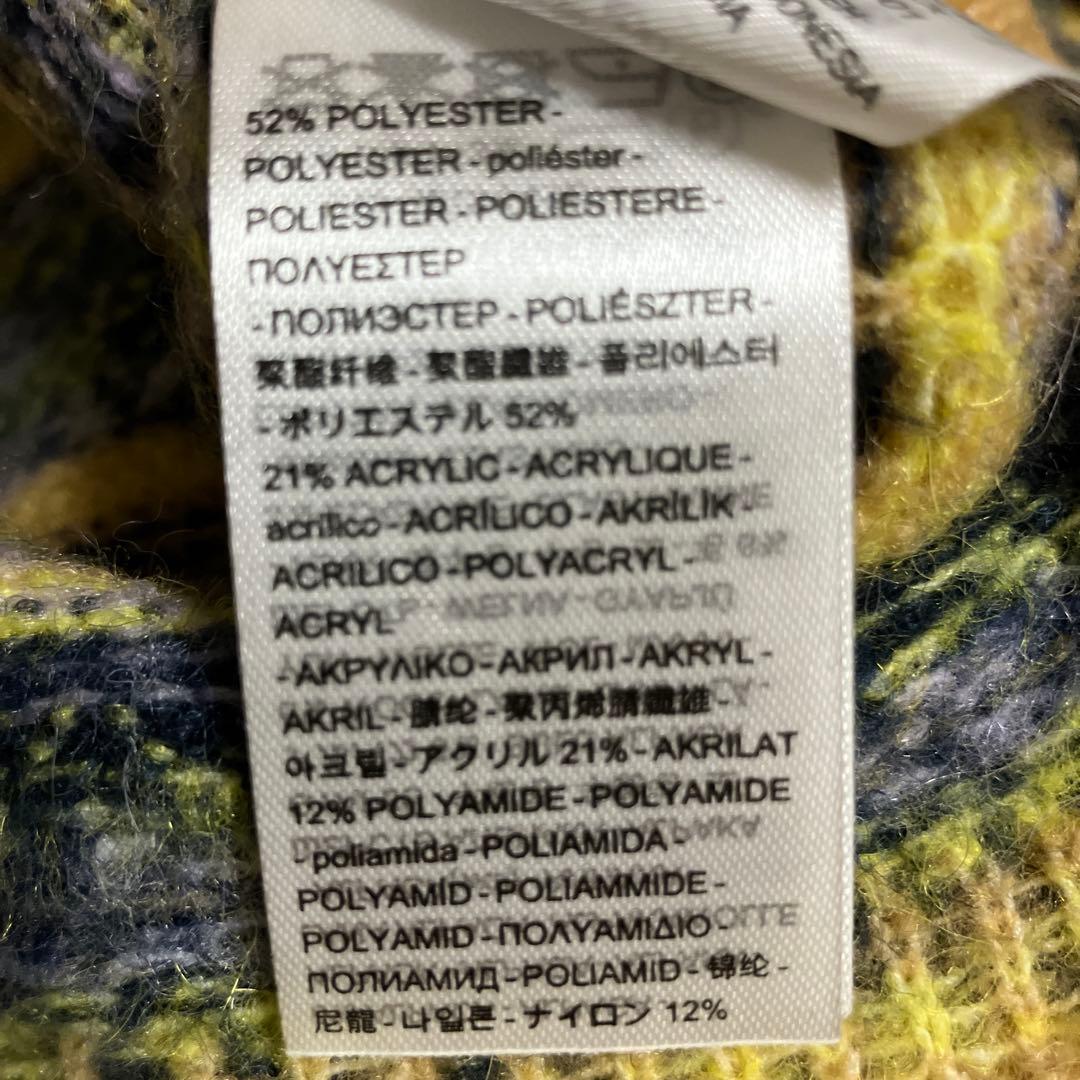 ONESIA
52% POLYESTER -
POLYESTER - poliéster -
POLIESTER - POLIESTERE -
ΠΟΛΥΕΣΤΕΡ
- ПОЛИЭСТЕР - POLIÉSZTER -
聚酯纤维 - 聚酯纖維 - 폴리에스터
- ポリエステル 52%
21% ACRYLIC - ACRYLIQUE -
acrílico - ACRÍLICO - AKRİLİK -
ACRILICO - POLYACRYL -
ACRYL
- ΑΚΡΥΛΙΚΟ - АКРИЛ - AKRYL -
AKRIL - 腈纶 - 聚丙烯腈纖維 -
아크릴 - アクリル 21% - AKRILAT
12% POLYAMIDE - POLYAMIDE
- poliamida - POLIAMIDA -
POLYAMÍD - POLIAMMIDE -
POLYAMID - ΠΟΛΥΑΜΙΔΙΟ -
ПОЛИАМИД - POLIAMID - 锦纶 -
尼龍 - 나일론 - ナイロン 12%